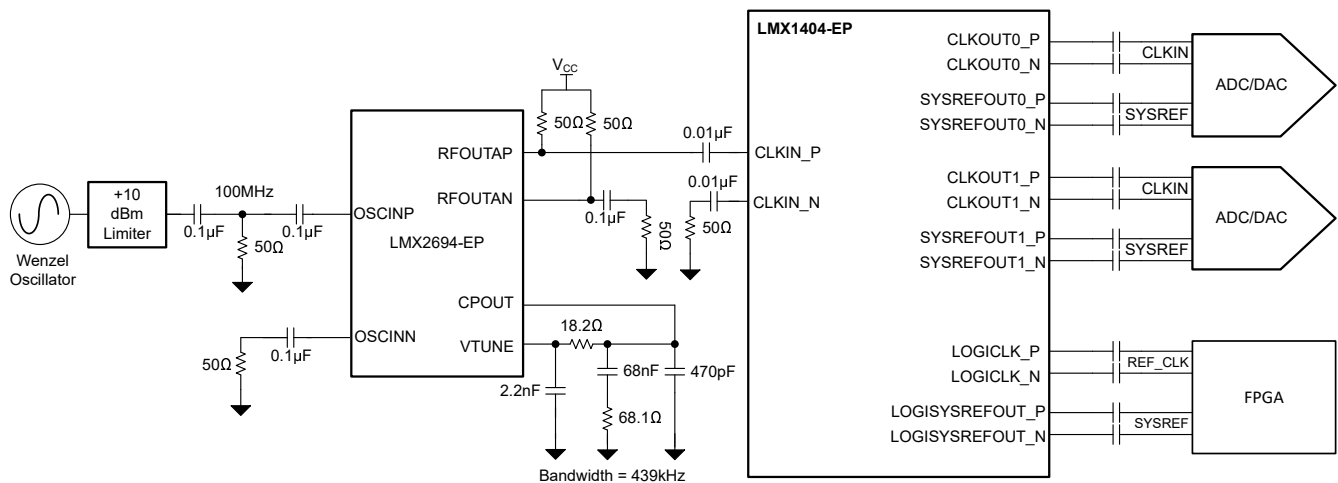 LMX1404-EP
CLKOUT0_P
CLKOUT0_N
CLKIN
SYSREFOUT0_P
SYSREFOUT0_N
SYSREF
ADC/DAC
V_CC
50Ω
50Ω
RFOUTAP
0.01µF
CLKIN_P
RFOUTAN
0.1µF
50Ω
0.01µF
50Ω
CLKIN_N
CLKOUT1_P
CLKOUT1_N
CLKIN
SYSREFOUT1_P
SYSREFOUT1_N
SYSREF
ADC/DAC
Wenzel
Oscillator
+10
dBm
Limiter
0.1µF
100MHz
50Ω
0.1µF
OSCINP
LMX2694-EP
50Ω
0.1µF
OSCINN
CPOUT
VTUNE
18.2Ω
2.2nF
68nF
68.1Ω
470pF
Bandwidth = 439kHz
LOGICLK_P
LOGICLK_N
REF_CLK
LOGISYSREFOUT_P
LOGISYSREFOUT_N
SYSREF
FPGA